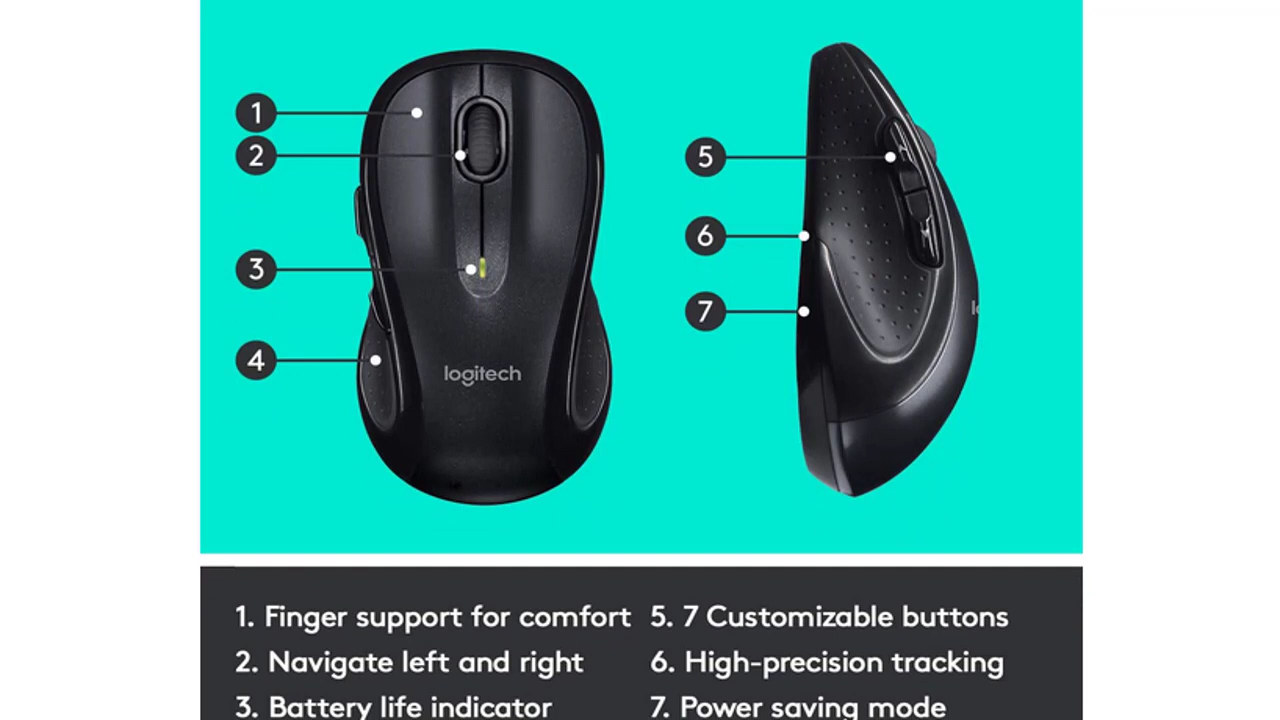 1
2
3
4
logitech
5
6
7
1. Finger support for comfort
2. Navigate left and right
3. Battery life indicator
5. 7 Customizable buttons
6. High-precision tracking
7. Power saving mode